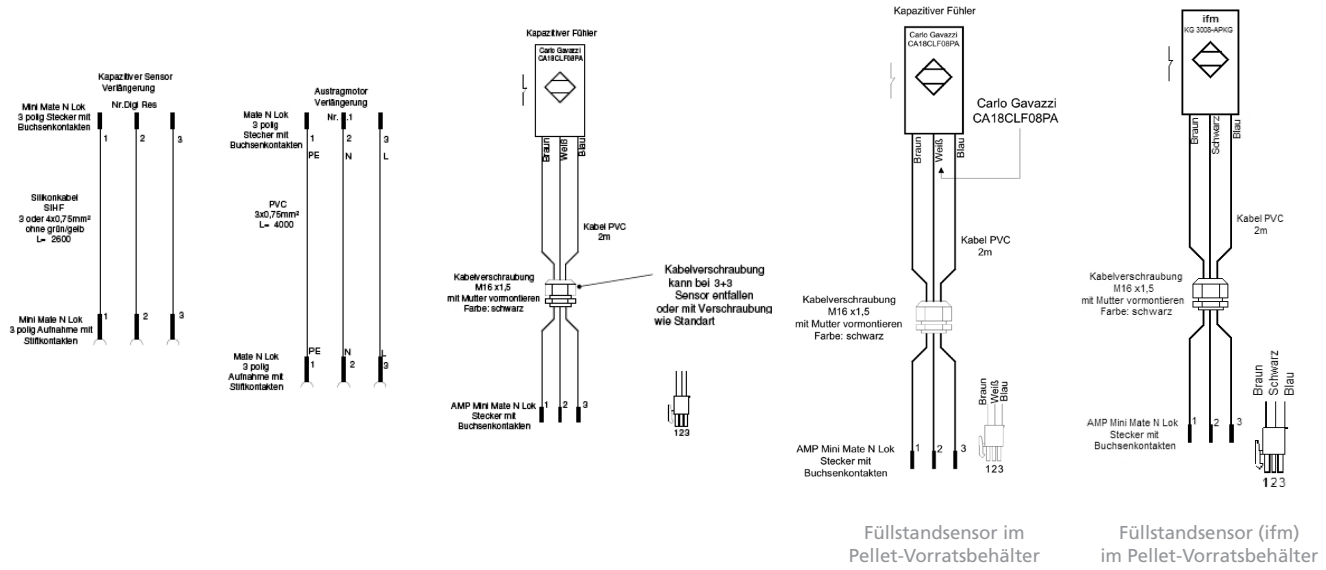 Kapazitiver Sensor
Verlängerung
Nr.Digi Res
Mini Mate N Lok
3 polig Stecker mit
Buchsenkontakten
1
2
3
Silikonkabel
SIHF
3 oder 4x0,75mm²
ohne grün/gelb
L= 2600
Mini Mate N Lok
3 polig Aufnahme mit
Stiftkontakten
1
2
3
Austragmotor
Verlängerung
Mate N Lok
3 polig
Stecher mit
Buchsenkontakten
1
2
3
PE
N
L
PVC
3x0,75mm²
L= 4000
PE
N
L
Mate N Lok
3 polig
Aufnahme mit
Stiftkontakten
1
2
3
Kapazitiver Fühler
Carlo Gavazzi
CA18CLF08PA
Braun
Weiß
Blau
Kabel PVC
2m
Kabelverschraubung
M16 x1,5
mit Mutter vormontieren
Farbe: schwarz
Kabelverschraubung
kann bei 3+3
Sensor entfallen
oder mit Verschraubung
wie Standart
AMP Mini Mate N Lok
Stecker mit
Buchsenkontakten
1
2
3
123
Kapazitiver Fühler
Carlo Gavazzi
CA18CLF08PA
Carlo Gavazzi
CA18CLF08PA
Braun
Weiß
Blau
Kabel PVC
2m
Kabelverschraubung
M16 x1,5
mit Mutter vormontieren
Farbe: schwarz
Braun
Weiß
Blau
AMP Mini Mate N Lok
Stecker mit
Buchsenkontakten
1
2
3
123
Füllstandsensor im
Pellet-Vorratsbehälter
ifm
KG 3008-APKG
Braun
Schwarz
Blau
Kabel PVC
2m
Kabelverschraubung
M16 x1,5
mit Mutter vormontieren
Farbe: schwarz
Braun
Schwarz
Blau
AMP Mini Mate N Lok
Stecker mit
Buchsenkontakten
1
2
3
123
Füllstandsensor (ifm)
im Pellet-Vorratsbehälter